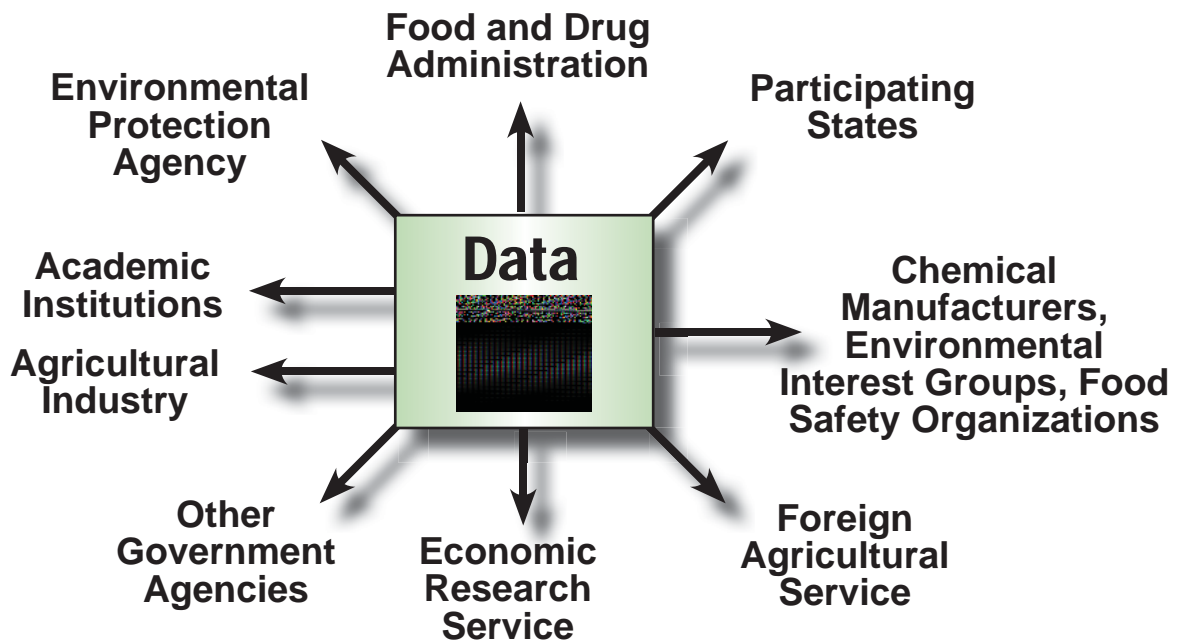 Food and Drug
Administration
Environmental
Protection
Agency
Participating
States
Data
Academic
Institutions
Agricultural
Industry
Chemical
Manufacturers,
Environmental
Interest Groups, Food
Safety Organizations
Other
Government
Agencies
Economic
Research
Service
Foreign
Agricultural
Service